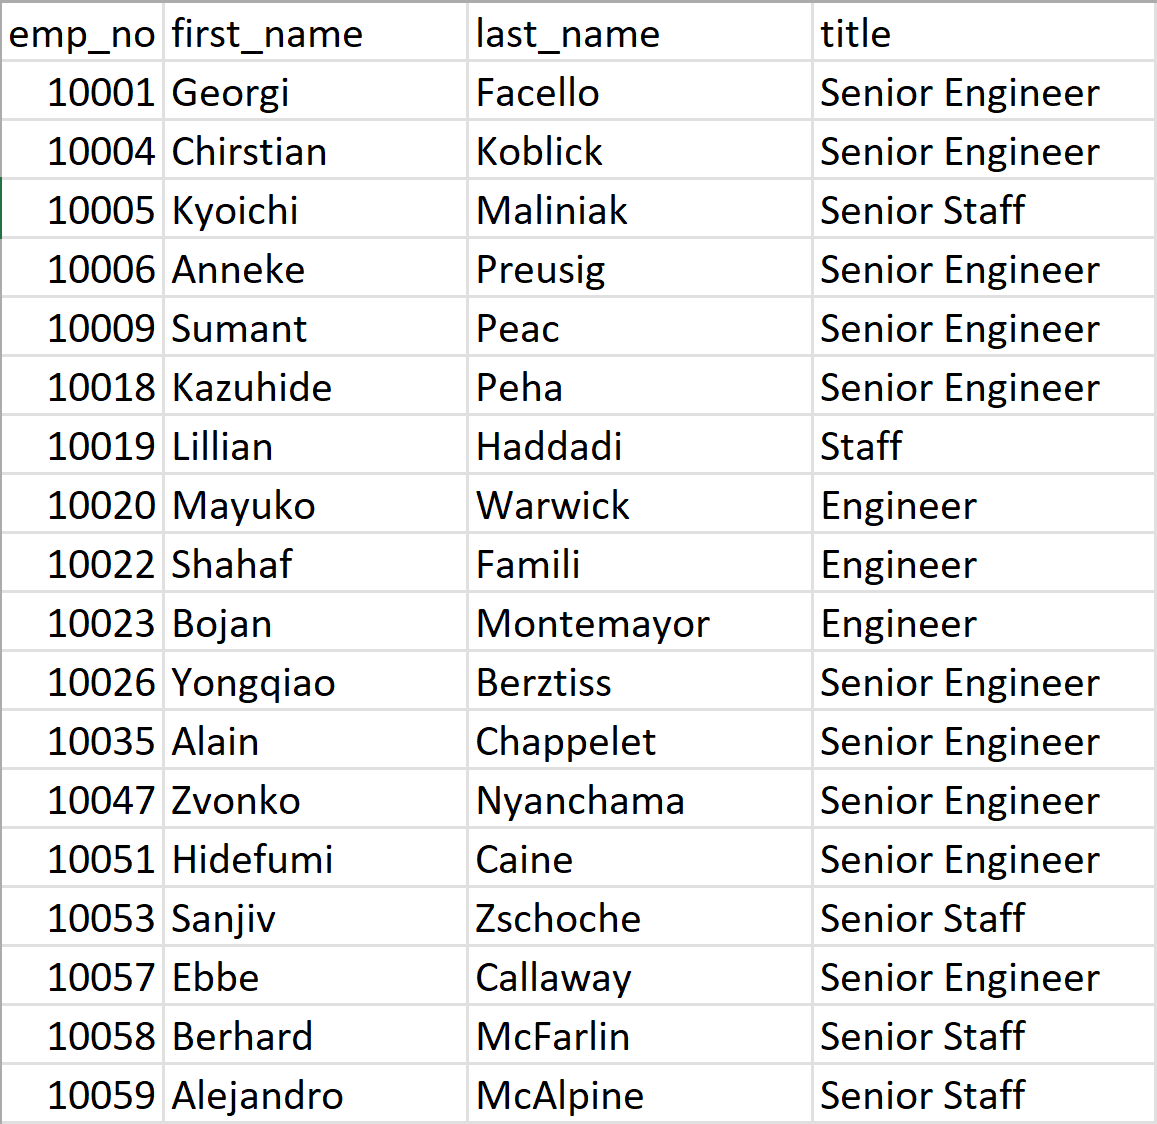 emp_no first_name last_name title
10001 Georgi Facello Senior Engineer
10004 Chirstian Koblick Senior Engineer
10005 Kyoichi Maliniak Senior Staff
10006 Anneke Preusig Senior Engineer
10009 Sumant Peac Senior Engineer
10018 Kazuhide Peha Senior Engineer
10019 Lillian Haddadi Staff
10020 Mayuko Warwick Engineer
10022 Shahaf Famili Engineer
10023 Bojan Montemayor Engineer
10026 Yongqiao Berztiss Senior Engineer
10035 Alain Chappelet Senior Engineer
10047 Zvonko Nyanchama Senior Engineer
10051 Hidefumi Caine Senior Engineer
10053 Sanjiv Zschoche Senior Staff
10057 Ebbe Callaway Senior Engineer
10058 Berhard McFarlin Senior Staff
10059 Alejandro McAlpine Senior Staff